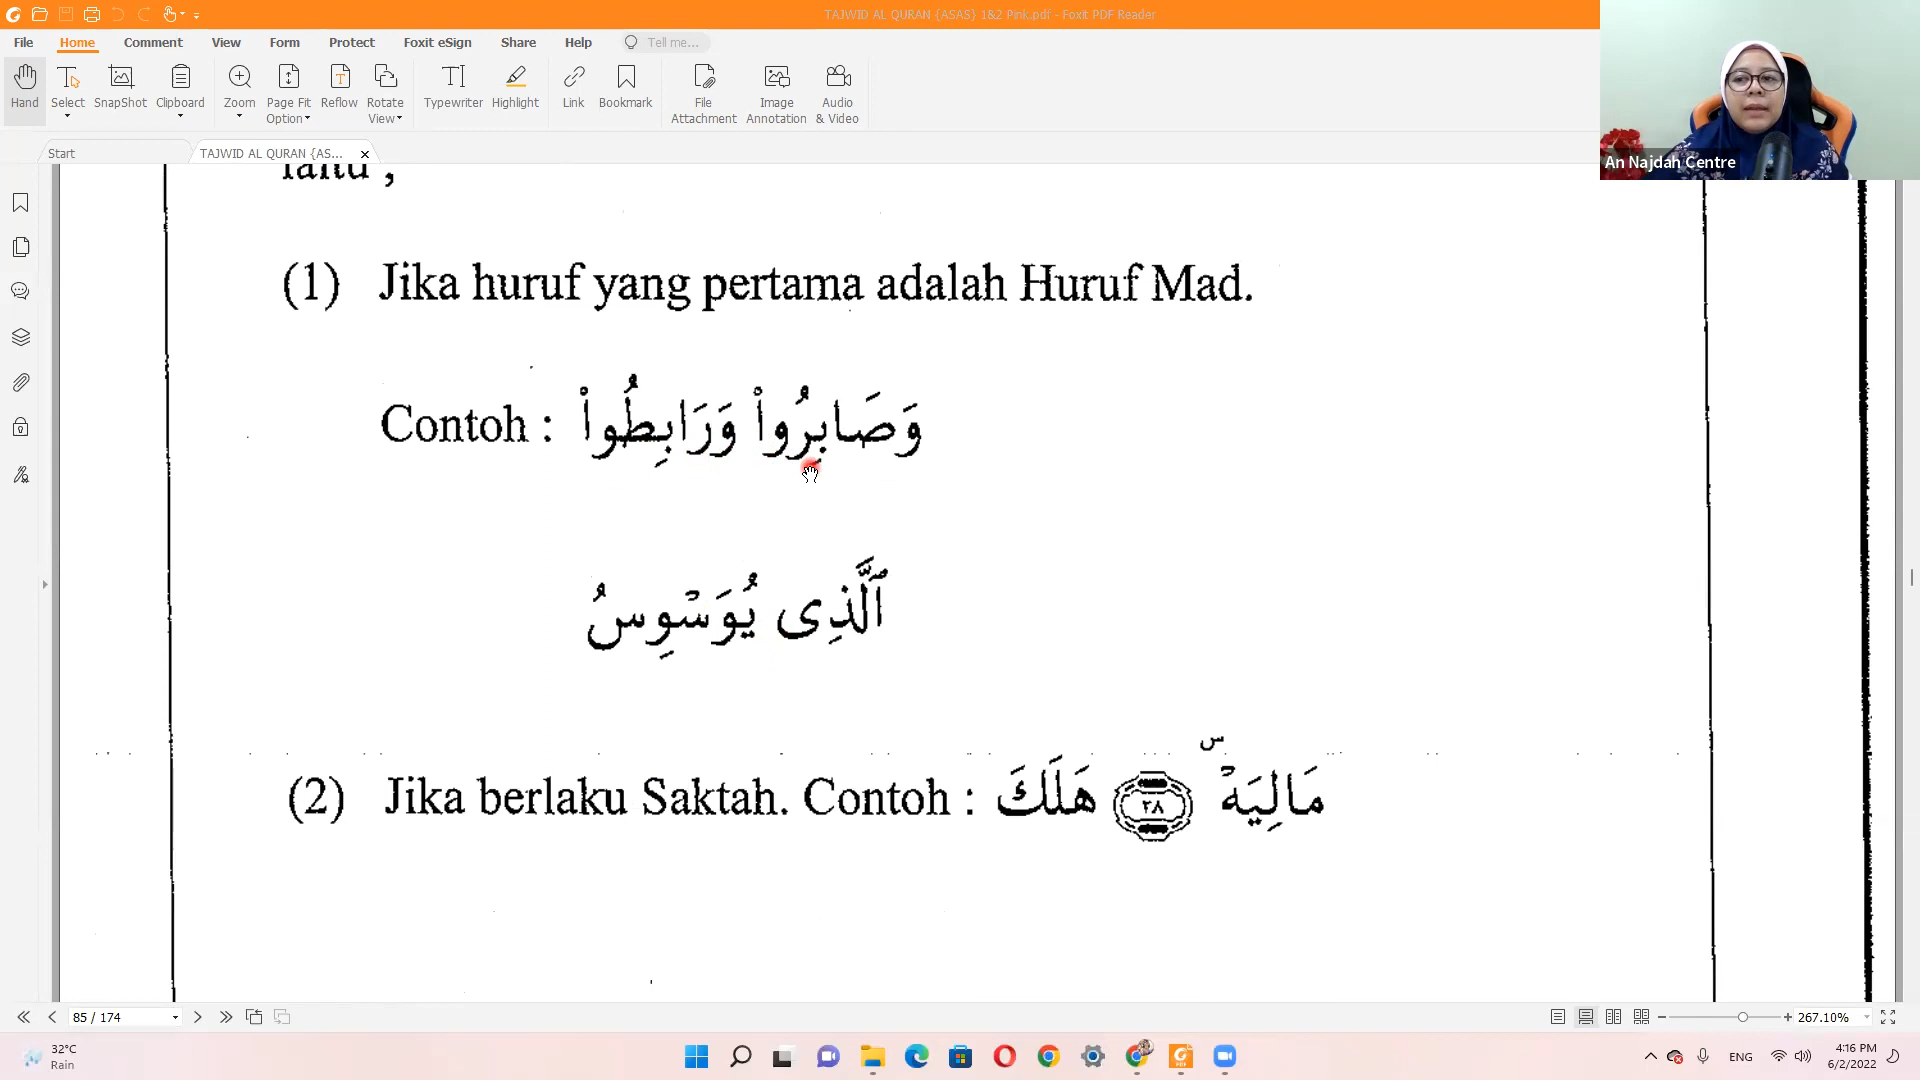 TAJWID AL QURAN {ASAS} 1&2 Pink.pdf - Foxit PDF Reader
File Home Comment View Form Protect Foxit eSign Share Help Tell me...
Hand Select SnapShot Clipboard Zoom Page Fit Option Reflow Rotate View Typewriter Highlight Link Bookmark File Attachment Image Annotation Audio & Video
An Najdah Centre
Start TAJWID AL QURAN {AS...
(1) Jika huruf yang pertama adalah Huruf Mad.
Contoh : وَصَابِرُوا۟ وَرَابِطُوا۟
ٱلَّذِى يُوَسْوِسُ
(2) Jika berlaku Saktah. Contoh : مَالِيَهْ ۜ ٢٨ هَلَكَ
85 / 174
267.10%
32°C
Rain
ENG
4:16 PM
6/2/2022